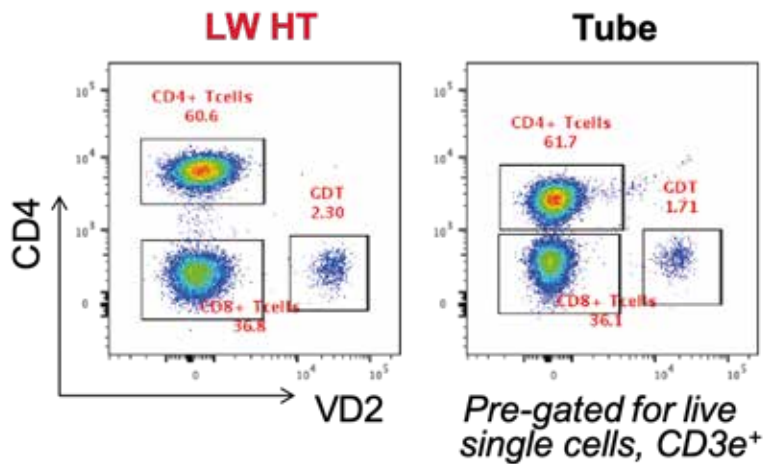 LW HT
Tube
CD4+ Tcells
60.6
GDT
2.30
CD8+ Tcells
36.8
10⁵
10⁴
10³
0
0
10⁴
10⁵
CD4+ Tcells
61.7
GDT
1.71
CD8+ Tcells
36.1
10⁵
10⁴
10³
0
0
10⁴
10⁵
CD4
VD2
Pre-gated for live
single cells, CD3e⁺